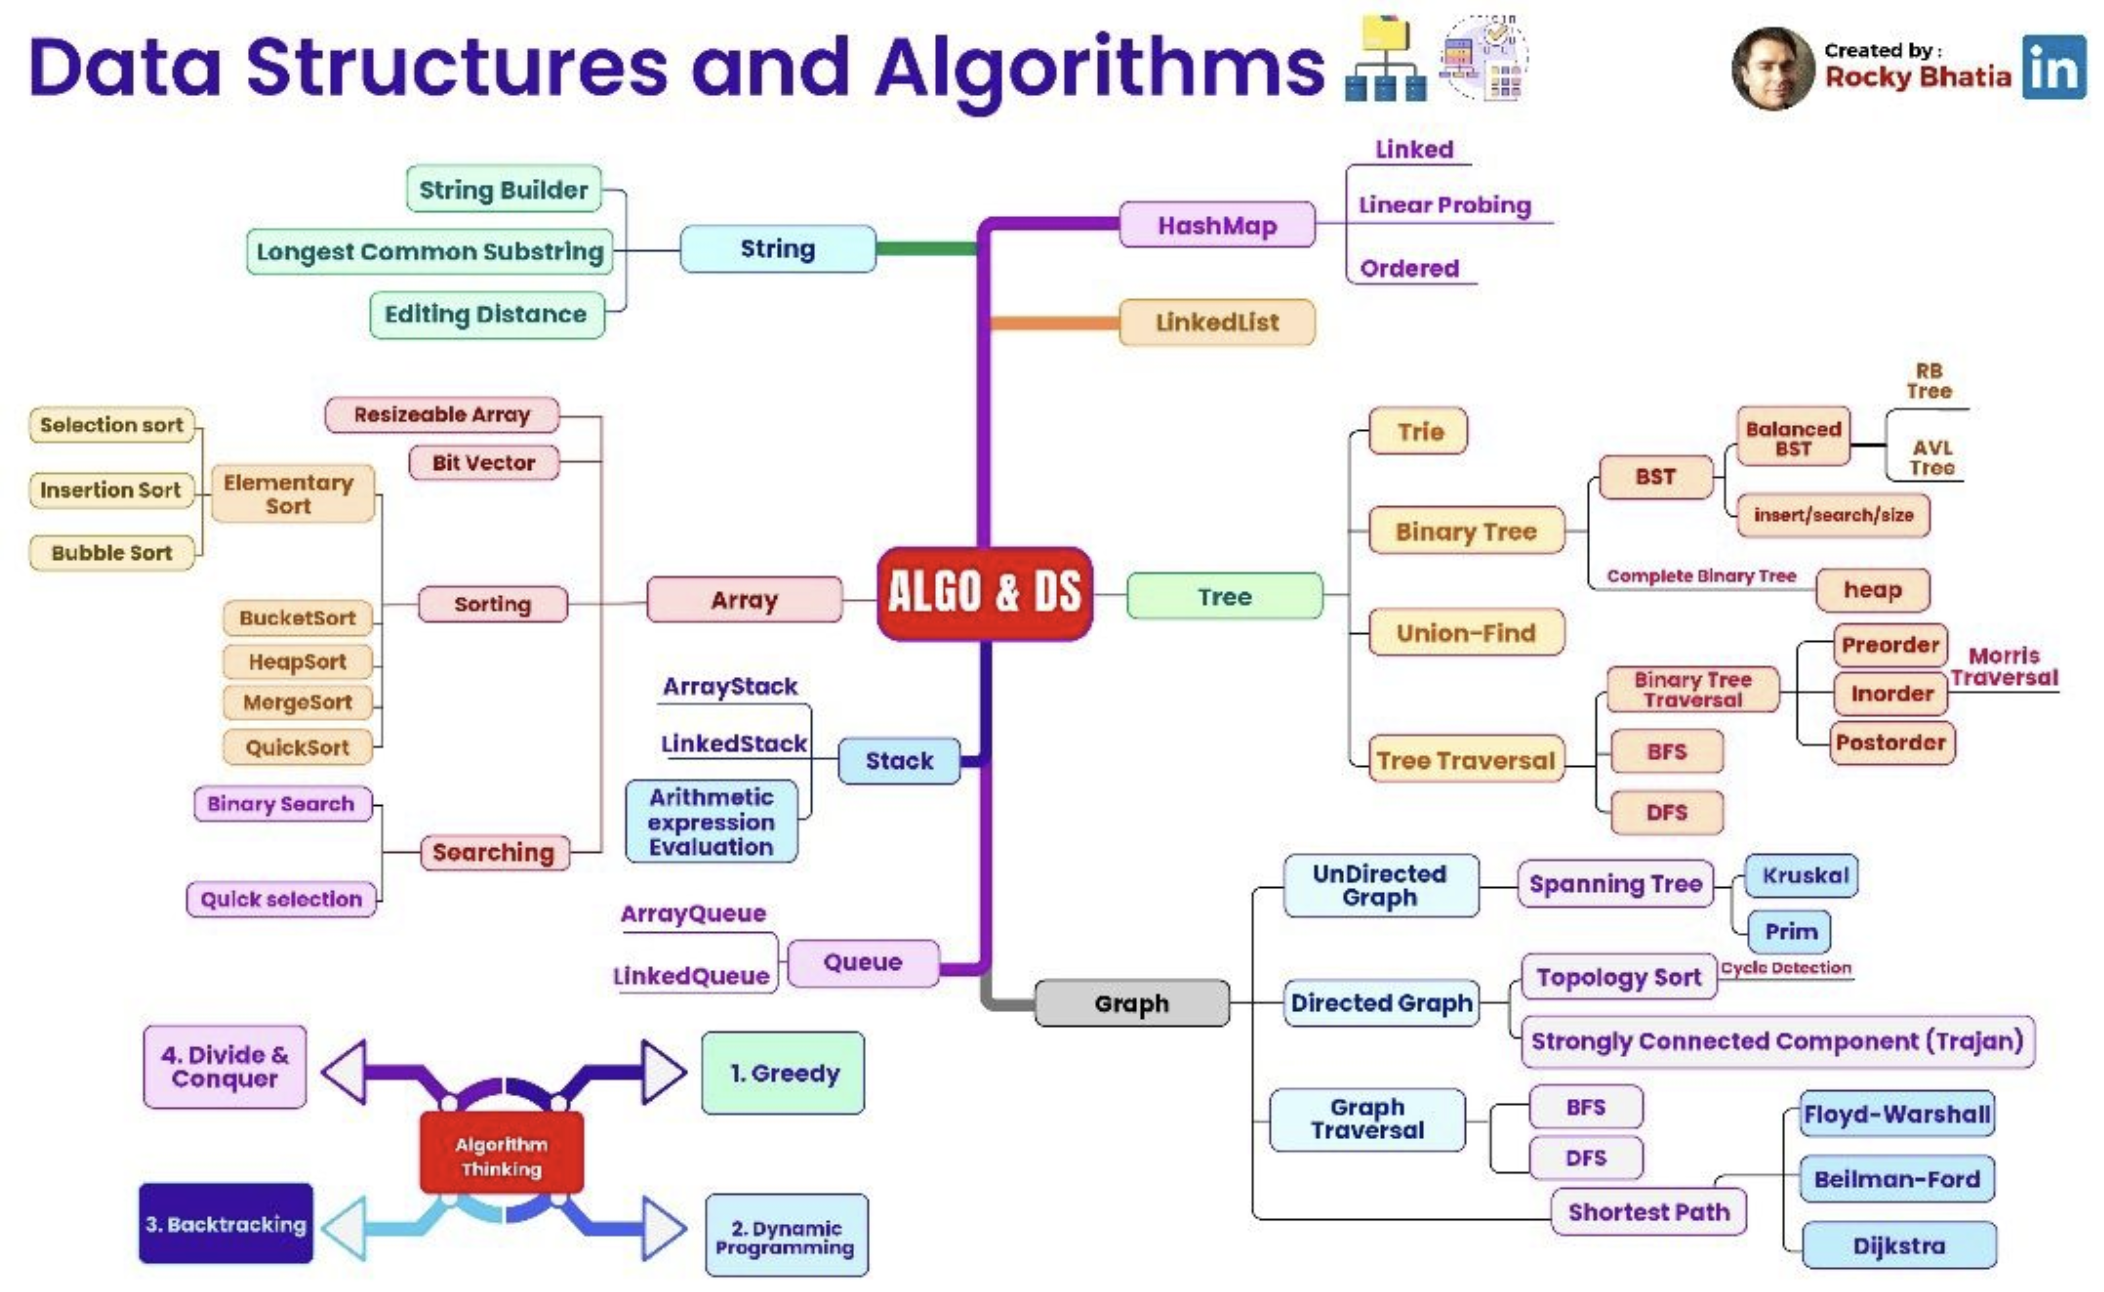 Data Structures and Algorithms
Created by :
Rocky Bhatia
in
String Builder
Longest Common Substring
Editing Distance
String
HashMap
Linked
Linear Probing
Ordered
LinkedList
Selection sort
Insertion Sort
Bubble Sort
Elementary
Sort
Resizeable Array
Bit Vector
BucketSort
HeapSort
MergeSort
QuickSort
Sorting
Array
Binary Search
Quick selection
Searching
ALGO & DS
Tree
Trie
Binary Tree
Union-Find
Tree Traversal
BST
Balanced
BST
RB
Tree
AVL
Tree
insert/search/size
Complete Binary Tree
heap
Binary Tree
Traversal
Preorder
Inorder
Postorder
Morris
Traversal
BFS
DFS
ArrayStack
LinkedStack
Arithmetic
expression
Evaluation
Stack
ArrayQueue
LinkedQueue
Queue
Graph
UnDirected
Graph
Spanning Tree
Kruskal
Prim
Directed Graph
Topology Sort
Cycle Detection
Strongly Connected Component (Trajan)
Graph
Traversal
BFS
DFS
Shortest Path
Floyd-Warshall
Beilman-Ford
Dijkstra
4. Divide &
Conquer
1. Greedy
Algorithm
Thinking
3. Backtracking
2. Dynamic
Programming